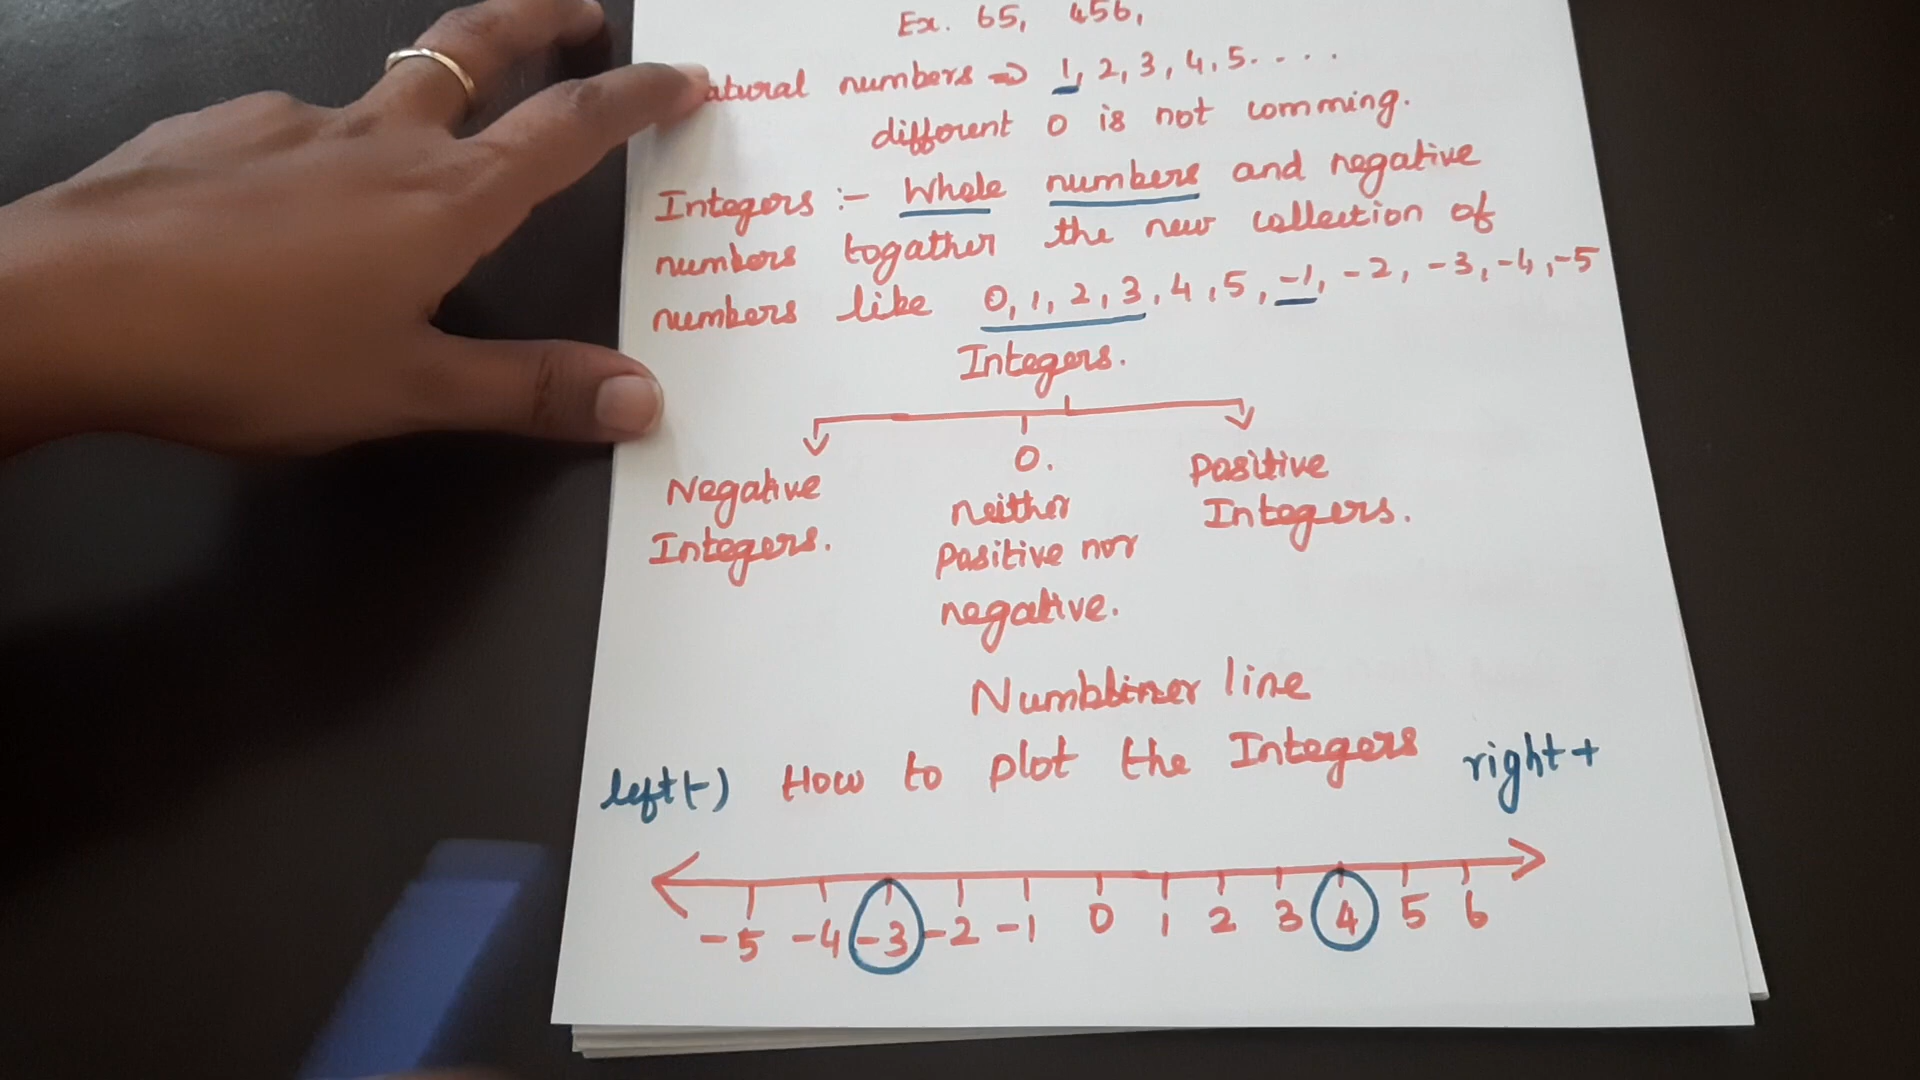 Ex. 65, 456,
atural numbers => 1, 2, 3, 4, 5. . . .
different 0 is not comming.
Integers :- Whole numbers and negative
numbers togather the new collection of
numbers like 0, 1, 2, 3, 4, 5, -1, -2, -3, -4, -5
Integers.
Negative Integers.
0.
neither
positive nor
negative.
Positive
Integers.
line
left(-) How to plot the Integers right +
-5 -4 -3 -2 -1 0 1 2 3 4 5 6